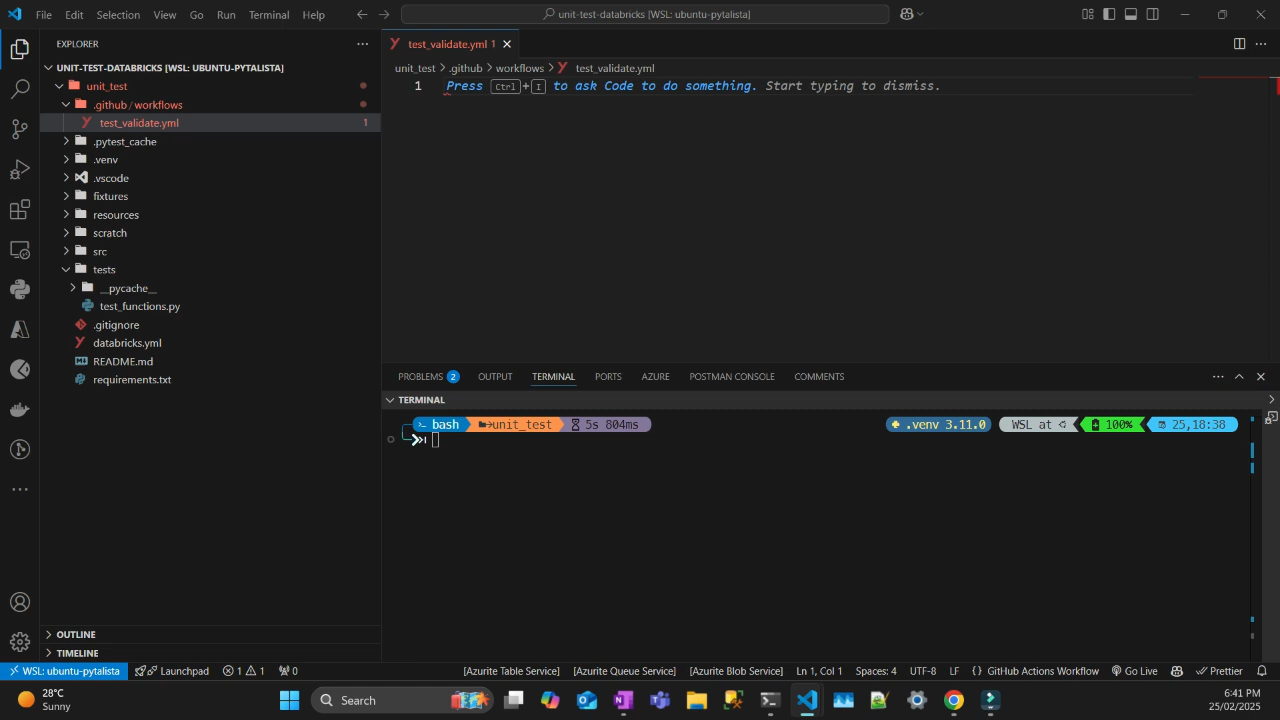 File Edit Selection View Go Run Terminal Help
unit-test-databricks [WSL: ubuntu-pytalista]
EXPLORER
test_validate.yml 1
UNIT-TEST-DATABRICKS [WSL: UBUNTU-PYTALISTA]
unit_test > .github > workflows > test_validate.yml
unit_test
1 Press Ctrl+I to ask Code to do something. Start typing to dismiss.
.github / workflows
test_validate.yml 1
.pytest_cache
.venv
.vscode
fixtures
resources
scratch
src
tests
__pycache__
test_functions.py
.gitignore
databricks.yml
README.md
requirements.txt
PROBLEMS 2 OUTPUT TERMINAL PORTS AZURE POSTMAN CONSOLE COMMENTS
TERMINAL
bash unit_test 5s 804ms .venv 3.11.0 WSL at 100% 25,18:38
OUTLINE
TIMELINE
WSL: ubuntu-pytalista Launchpad 1 1 0 [Azurite Table Service] [Azurite Queue Service] [Azurite Blob Service] Ln 1, Col 1 Spaces: 4 UTF-8 LF {} GitHub Actions Workflow Go Live Prettier
28°C
Sunny
Search
6:41 PM
25/02/2025